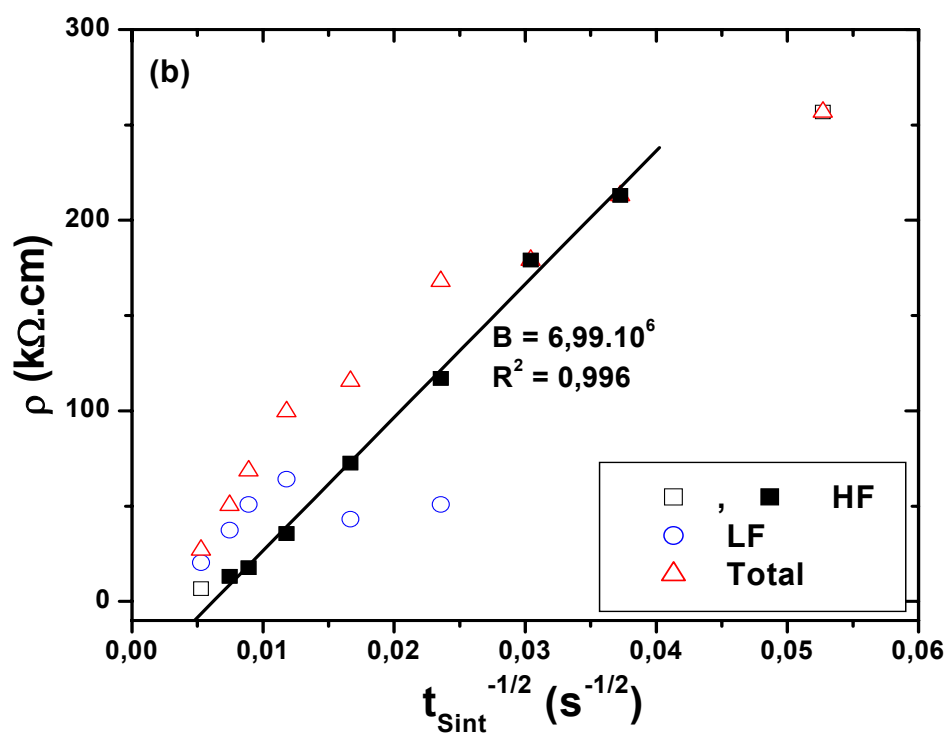 300
(b)
200
ρ (kΩ.cm)
B = 6,99.10^6
R^2 = 0,996
100
, HF
LF
Total
0
0,00 0,01 0,02 0,03 0,04 0,05 0,06
t_Sint^-1/2 (s^-1/2)